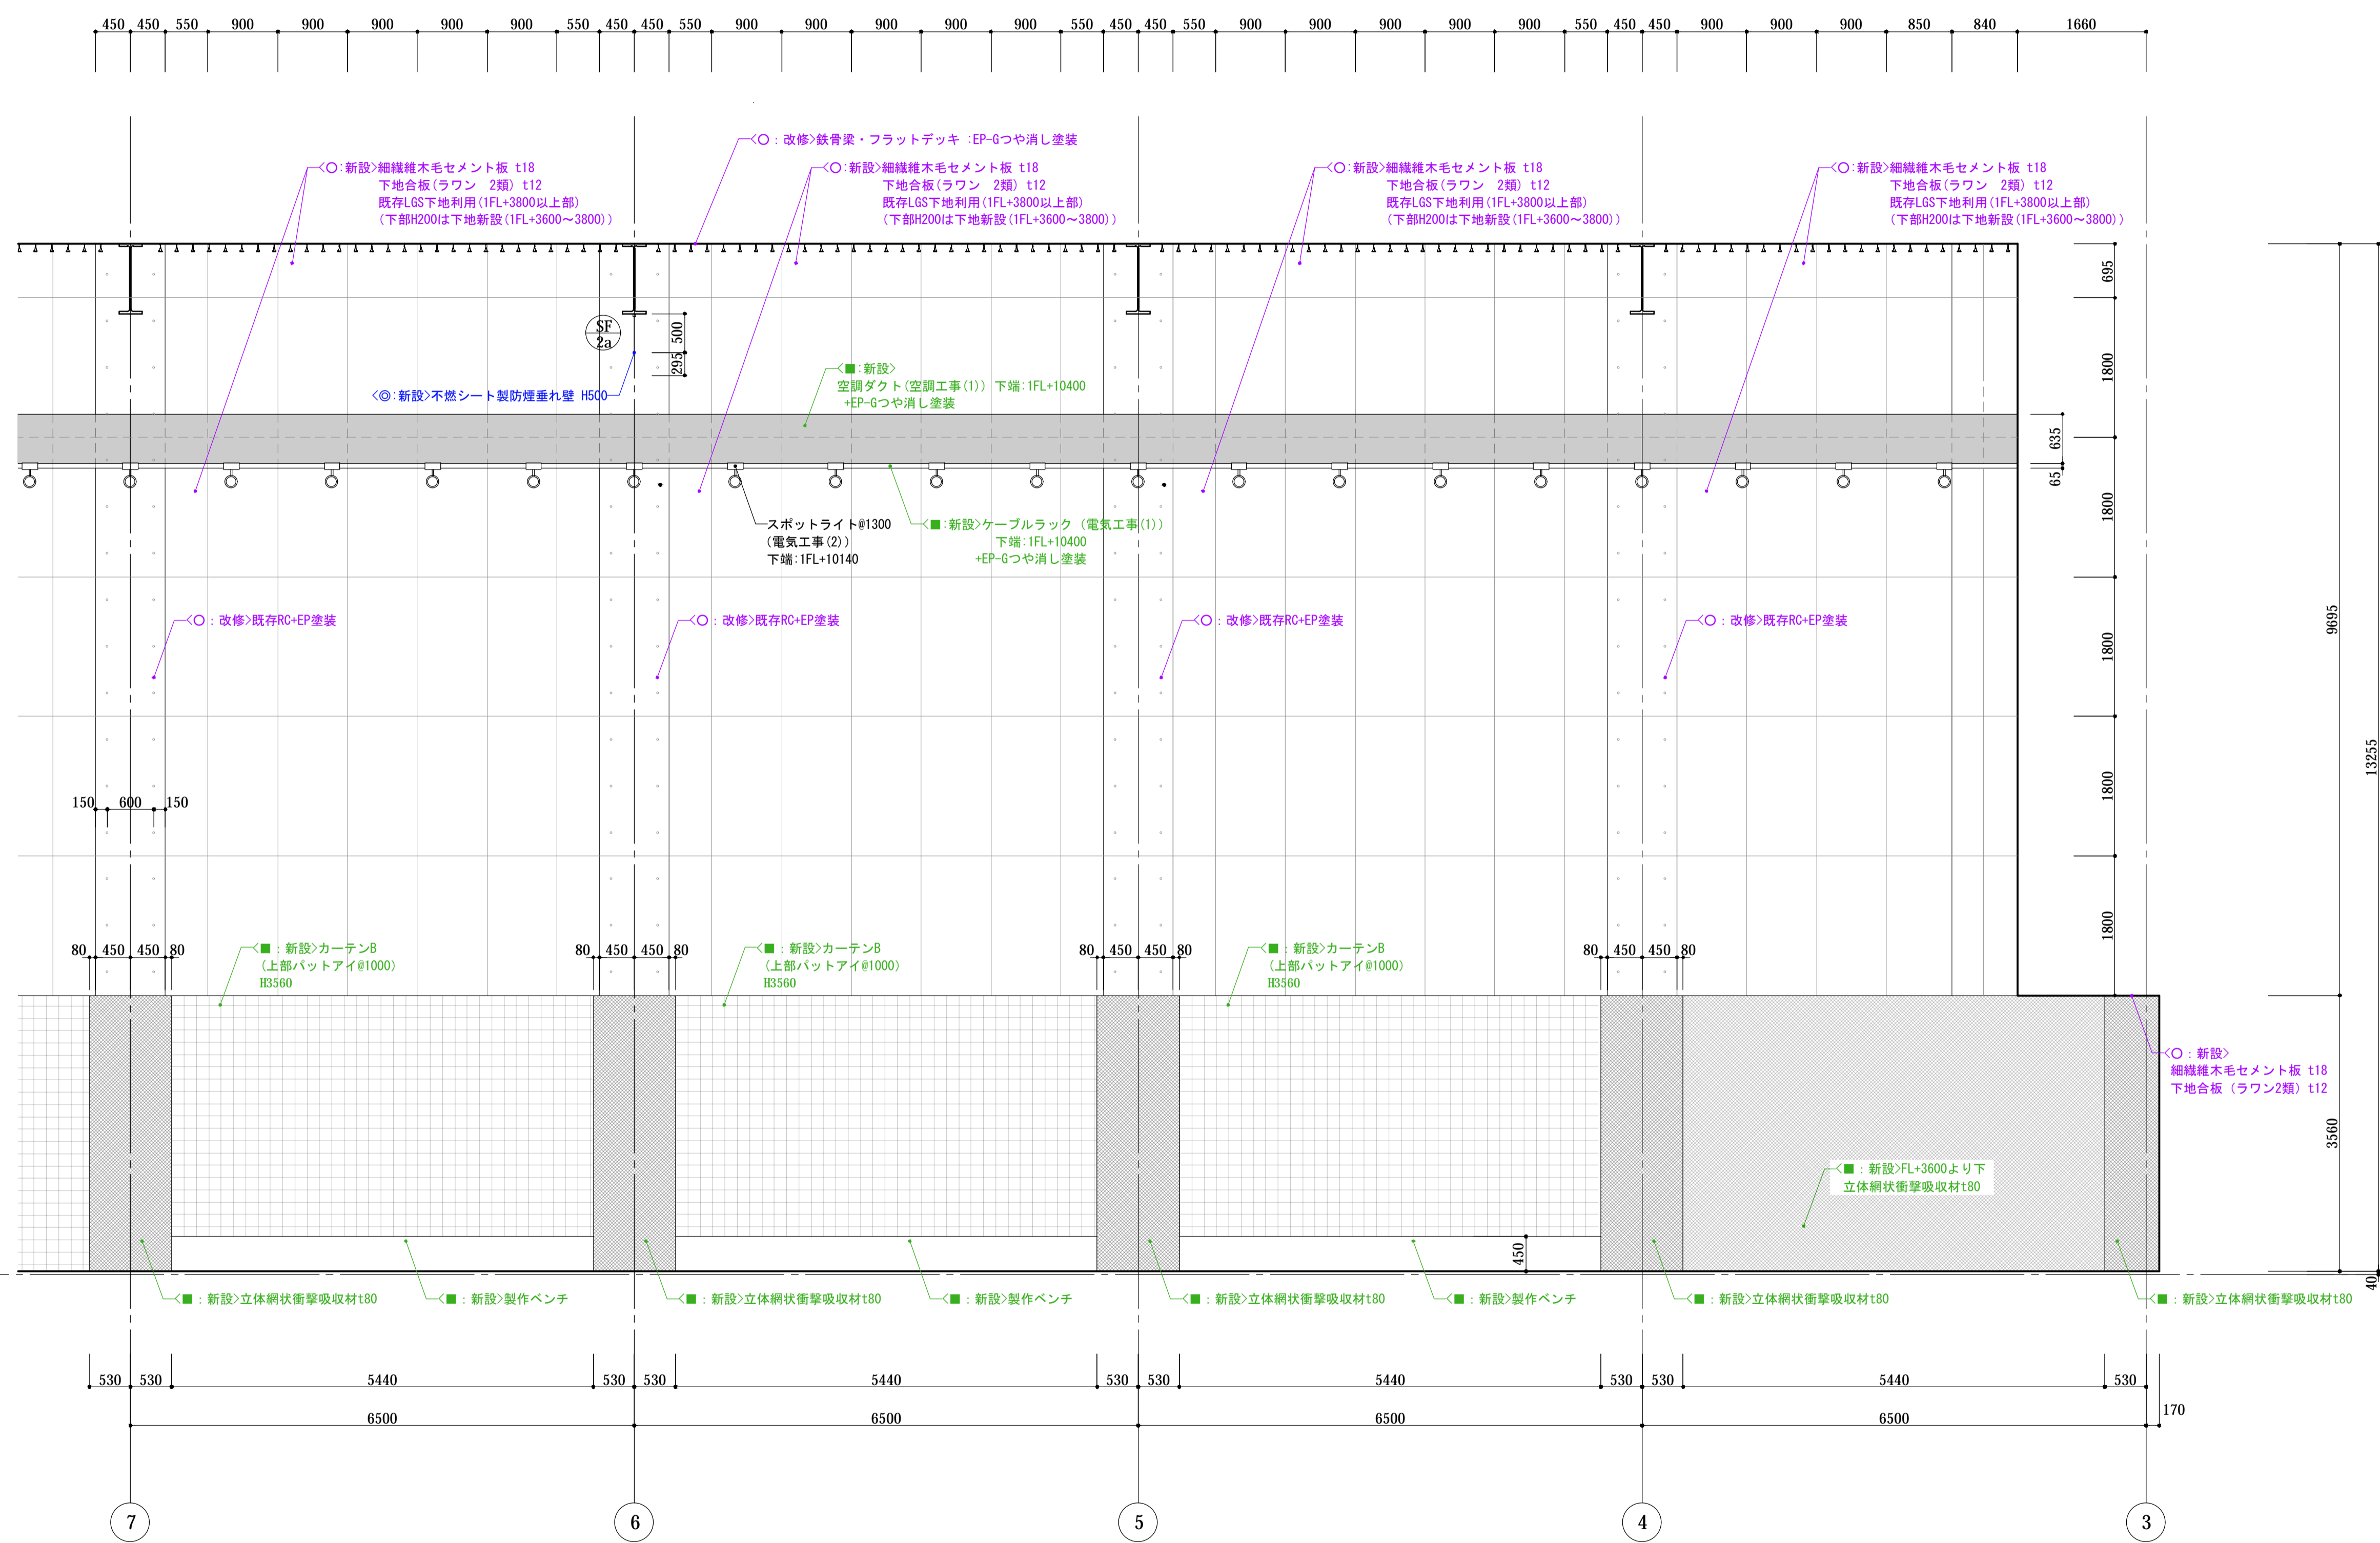 450 450 550 900 900 900 900 900 550 450 450 550 900 900 900 900 900 550 450 450 550 900 900 900 900 900 550 450 450 900 900 900 850 840 1660
<〇：改修>鉄骨梁・フラットデッキ :EP-Gつや消し塗装
<〇:新設>細繊維木毛セメント板 t18
下地合板(ラワン　2類) t12
既存LGS下地利用(1FL+3800以上部)
(下部H200は下地新設(1FL+3600～3800))
<〇:新設>細繊維木毛セメント板 t18
下地合板(ラワン　2類) t12
既存LGS下地利用(1FL+3800以上部)
(下部H200は下地新設(1FL+3600～3800))
<〇:新設>細繊維木毛セメント板 t18
下地合板(ラワン　2類) t12
既存LGS下地利用(1FL+3800以上部)
(下部H200は下地新設(1FL+3600～3800))
<〇:新設>細繊維木毛セメント板 t18
下地合板(ラワン　2類) t12
既存LGS下地利用(1FL+3800以上部)
(下部H200は下地新設(1FL+3600～3800))
SF
2a
500
295
<◎:新設>不燃シート製防煙垂れ壁 H500
<■:新設>
空調ダクト(空調工事(1)) 下端:1FL+10400
+EP-Gつや消し塗装
スポットライト@1300
(電気工事(2))
下端:1FL+10140
<■:新設>ケーブルラック (電気工事(1))
下端:1FL+10400
+EP-Gつや消し塗装
695
1800
635
65
1800
1800
1800
1800
9695
13255
3560
40
<〇：改修>既存RC+EP塗装
<〇：改修>既存RC+EP塗装
<〇：改修>既存RC+EP塗装
<〇：改修>既存RC+EP塗装
150 600 150
80 450 450 80
80 450 450 80
80 450 450 80
80 450 450 80
<■：新設>カーテンB
(上部パットアイ@1000)
H3560
<■：新設>カーテンB
(上部パットアイ@1000)
H3560
<■：新設>カーテンB
(上部パットアイ@1000)
H3560
<〇：新設>
細繊維木毛セメント板 t18
下地合板 (ラワン2類) t12
<■：新設>FL+3600より下
立体網状衝撃吸収材t80
450
<■：新設>立体網状衝撃吸収材t80
<■：新設>製作ベンチ
<■：新設>立体網状衝撃吸収材t80
<■：新設>製作ベンチ
<■：新設>立体網状衝撃吸収材t80
<■：新設>製作ベンチ
<■：新設>立体網状衝撃吸収材t80
<■：新設>立体網状衝撃吸収材t80
530 530 5440 530 530 5440 530 530 5440 530 530 5440 530
6500 6500 6500 6500 170
7 6 5 4 3